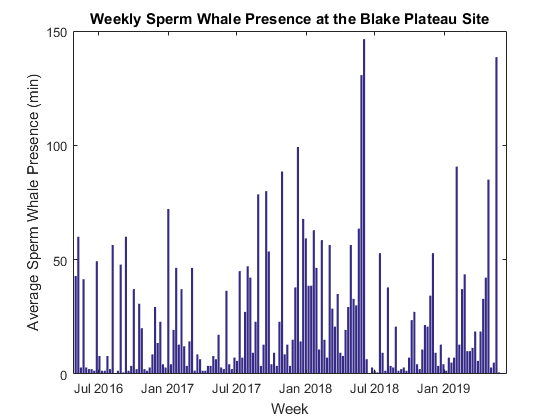 Weekly Sperm Whale Presence at the Blake Plateau Site
150
100
50
0
Average Sperm Whale Presence (min)
Jul 2016 Jan 2017 Jul 2017 Jan 2018 Jul 2018 Jan 2019
Week